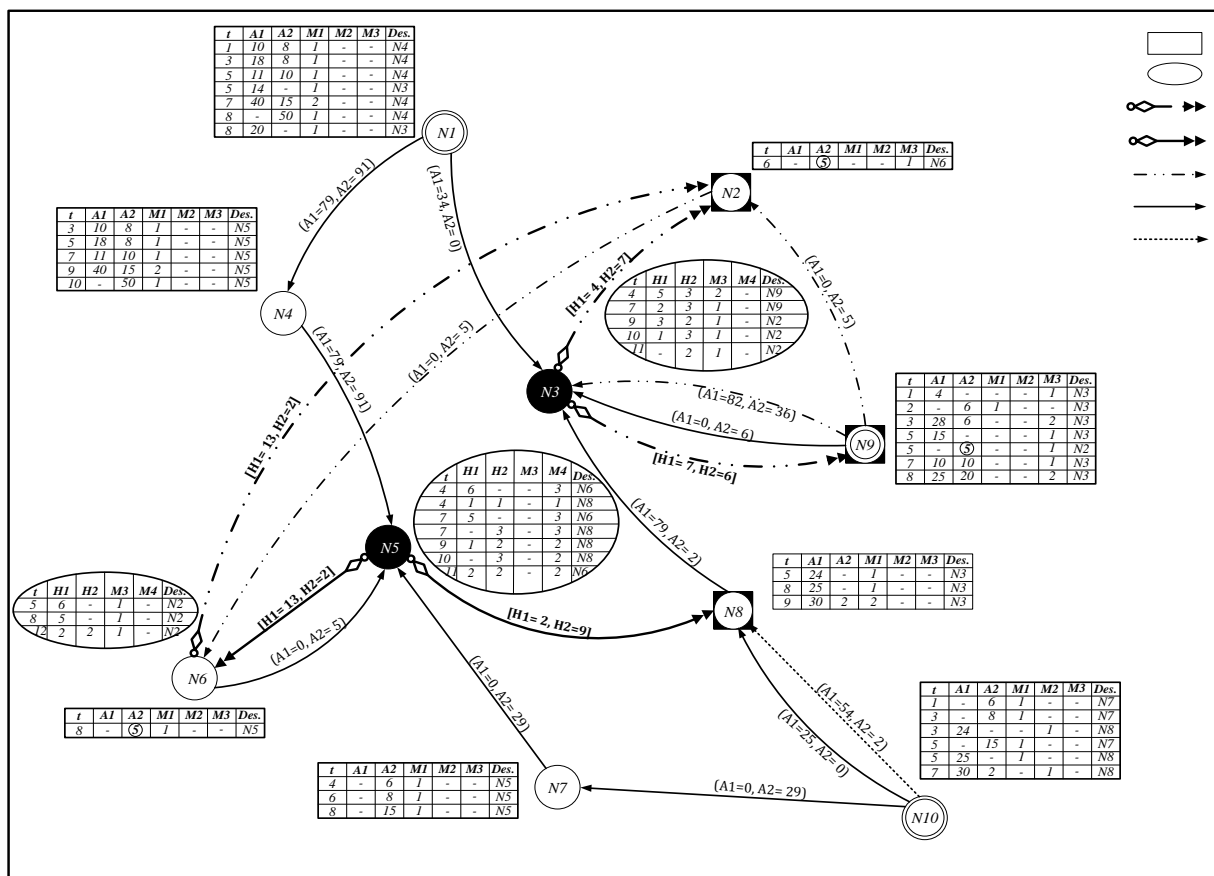 t A1 A2 M1 M2 M3 Des.
1 10 8 1 - - N4
3 18 8 1 - - N4
5 11 10 1 - - N4
5 14 - 1 - - N3
7 40 15 2 - - N4
8 - 50 1 - - N4
8 20 - 1 - - N3
N1
t A1 A2 M1 M2 M3 Des.
6 - 5 - - 1 N6
N2
(A1=79, A2=91)
(A1=34, A2=0)
t A1 A2 M1 M2 M3 Des.
3 10 8 1 - - N5
5 18 8 1 - - N5
7 11 10 1 - - N5
9 40 15 2 - - N5
10 - 50 1 - - N5
N4
[H1=4, H2=7]
t H1 H2 M3 M4 Des.
4 5 3 2 - N9
7 2 3 1 - N9
9 3 2 1 - N2
10 1 3 1 - N2
11 - 2 1 - N2
(A1=0, A2=5)
(A1=0, A2=5)
(A1=79, A2=91)
N3
(A1=82, A2=36)
(A1=0, A2=6)
[H1=7, H2=6]
N9
t A1 A2 M1 M2 M3 Des.
1 4 - - - 1 N3
2 - 6 1 - - N3
3 28 6 - - 2 N3
5 15 - - - 1 N3
5 - 5 - - 1 N2
7 10 10 - - 1 N3
8 25 20 - - 2 N3
[H1=13, H2=2]
t H1 H2 M3 M4 Des.
4 6 - - 3 N6
4 1 1 - 1 N8
7 5 - - 3 N6
7 - 3 - 3 N8
9 1 2 - 2 N8
10 - 3 - 2 N8
11 2 2 - 2 N6
N5
(A1=79, A2=2)
t A1 A2 M1 M2 M3 Des.
5 24 - 1 - - N3
8 25 - 1 - - N3
9 30 2 2 - - N3
N8
t H1 H2 M3 M4 Des.
5 6 - 1 - N2
8 5 - 1 - N2
12 2 2 1 - N2
[H1=13, H2=2]
[H1=2, H2=9]
(A1=0, A2=5)
N6
t A1 A2 M1 M2 M3 Des.
8 - 5 1 - - N5
(A1=0, A2=29)
(A1=54, A2=2)
(A1=25, A2=0)
t A1 A2 M1 M2 M3 Des.
1 - 6 1 - - N7
3 - 8 1 - - N7
3 24 - - 1 - N8
5 - 15 1 - - N7
5 25 - 1 - - N8
7 30 2 - 1 - N8
t A1 A2 M1 M2 M3 Des.
4 - 6 1 - - N5
6 - 8 1 - - N5
8 - 15 1 - - N5
N7
(A1=0, A2=29)
N10